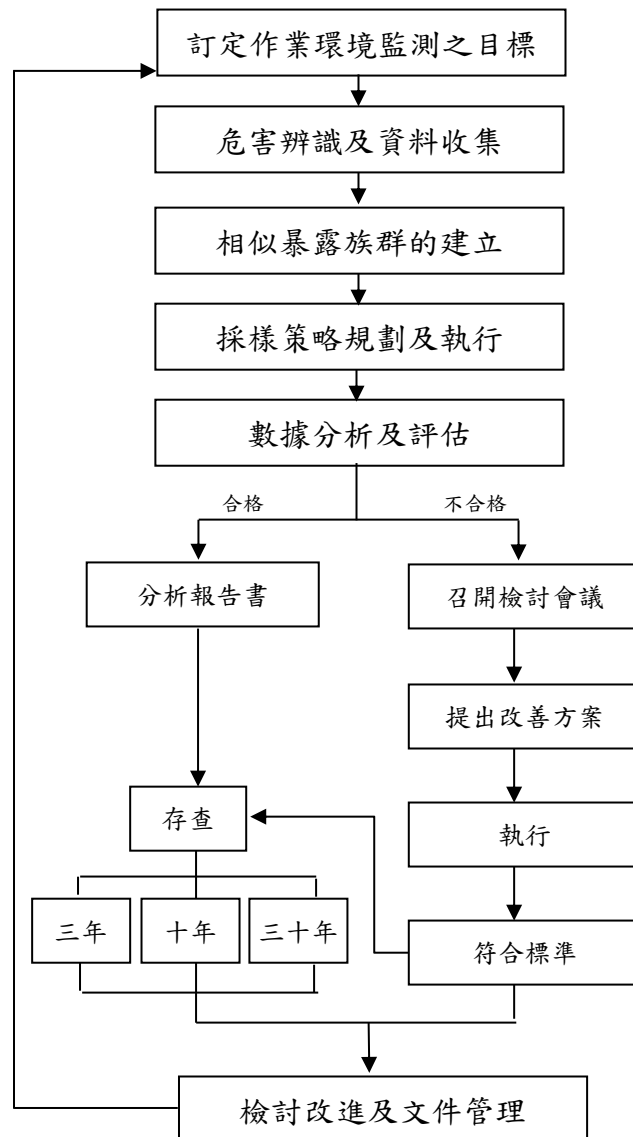 訂定作業環境監測之目標
危害辨識及資料收集
相似暴露族群的建立
採樣策略規劃及執行
數據分析及評估
合格
不合格
分析報告書
召開檢討會議
提出改善方案
存查
執行
三年
十年
三十年
符合標準
檢討改進及文件管理